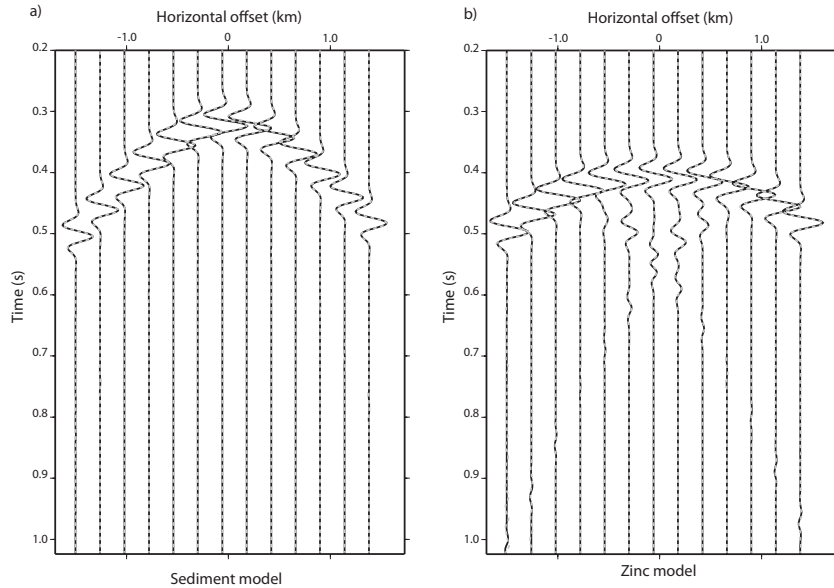 a)
Horizontal offset (km)
-1.0 0 1.0
0.2
0.3
0.4
0.5
0.6
0.7
0.8
0.9
1.0
Time (s)
Sediment model
b)
Horizontal offset (km)
-1.0 0 1.0
0.2
0.3
0.4
0.5
0.6
0.7
0.8
0.9
1.0
Time (s)
Zinc model